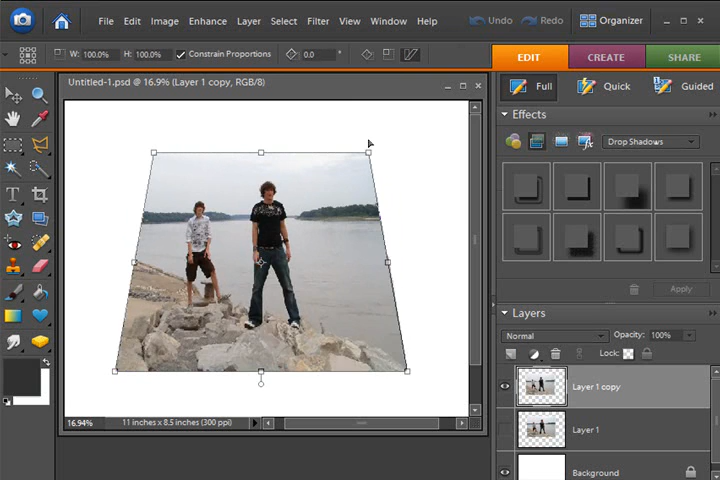 File Edit Image Enhance Layer Select Filter View Window Help Undo Redo Organizer
W: 100.0% H: 100.0% Constrain Proportions 0.0 ° EDIT CREATE SHARE
Untitled-1.psd @ 16.9% (Layer 1 copy, RGB/8)
Full Quick Guided
Effects
Drop Shadows
Apply
Layers
Normal Opacity: 100%
Lock:
Layer 1 copy
Layer 1
Background
16.94% 11 inches x 8.5 inches (300 ppi)
T